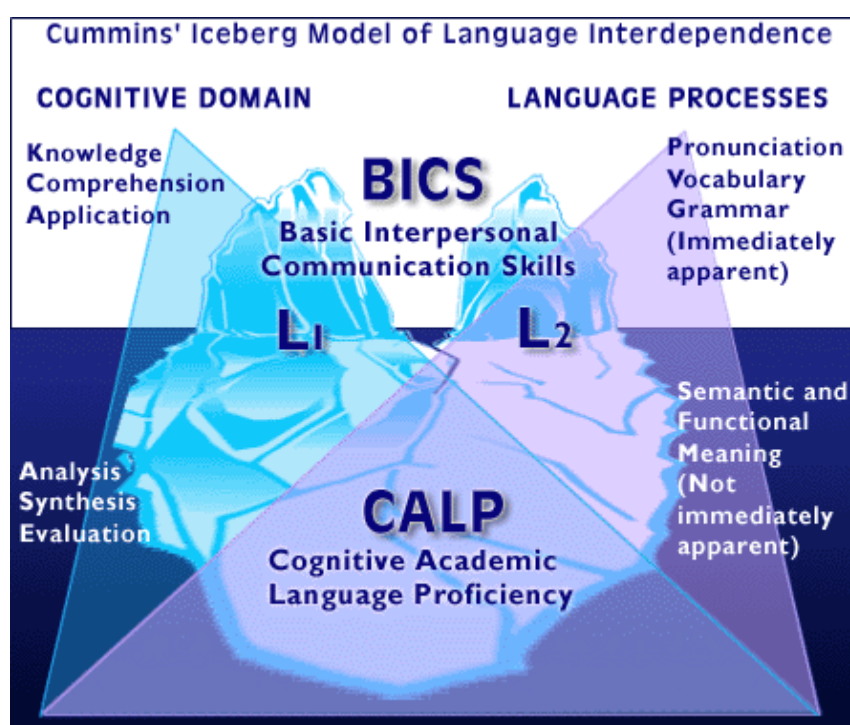 Cummins' Iceberg Model of Language Interdependence
COGNITIVE DOMAIN
LANGUAGE PROCESSES
Knowledge
Comprehension
Application
BICS
Basic Interpersonal
Communication Skills
Pronunciation
Vocabulary
Grammar
(Immediately
apparent)
L1
L2
Analysis
Synthesis
Evaluation
CALP
Cognitive Academic
Language Proficiency
Semantic and
Functional
Meaning
(Not
immediately
apparent)